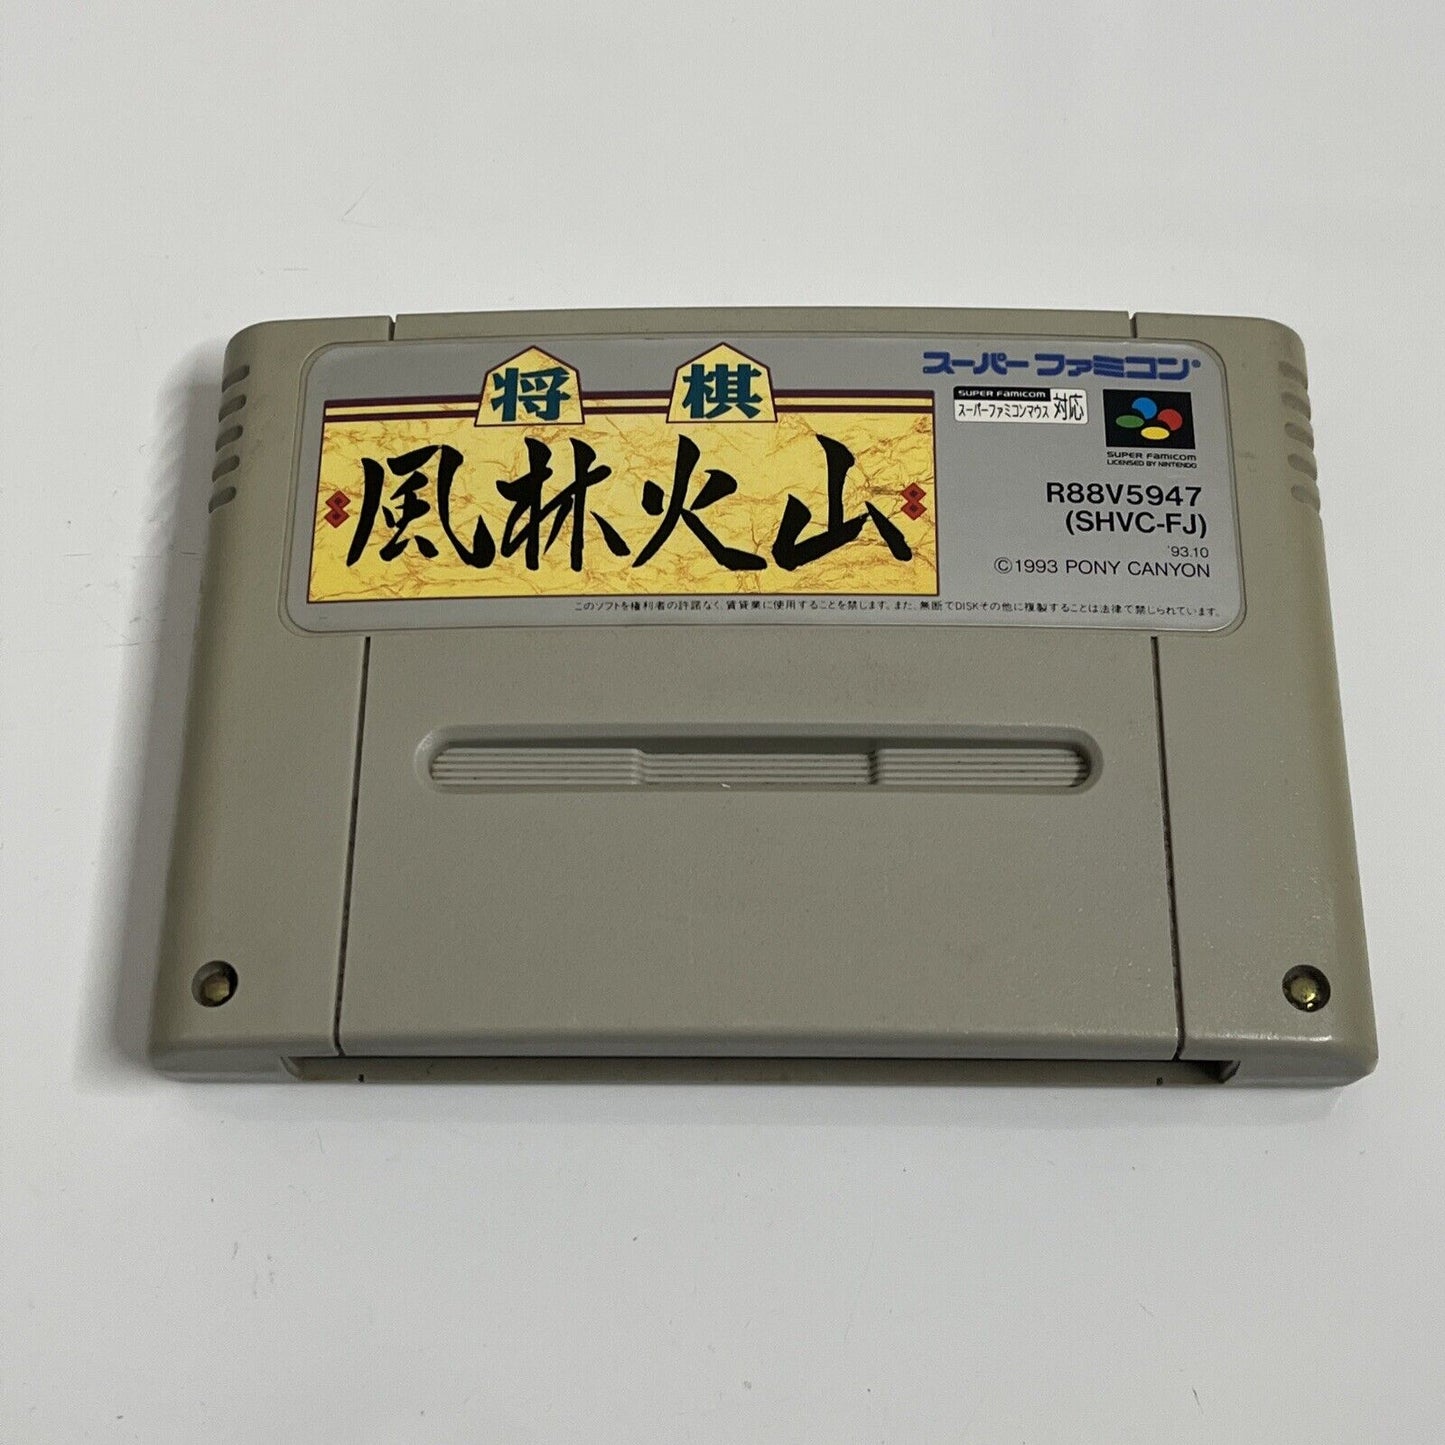 将棋
風林火山
スーパーファミコン®
SUPER FAMICOM
スーパーファミコンマウス 対応
SUPER FAMICOM
LICENSED BY NINTENDO
R88V5947
(SHVC-FJ)
'93.10
©1993 PONY CANYON
このソフトを権利者の許諾なく、賃貸業に使用することを禁じます。また、無断でDISKその他に複製することは法律で禁じられています。